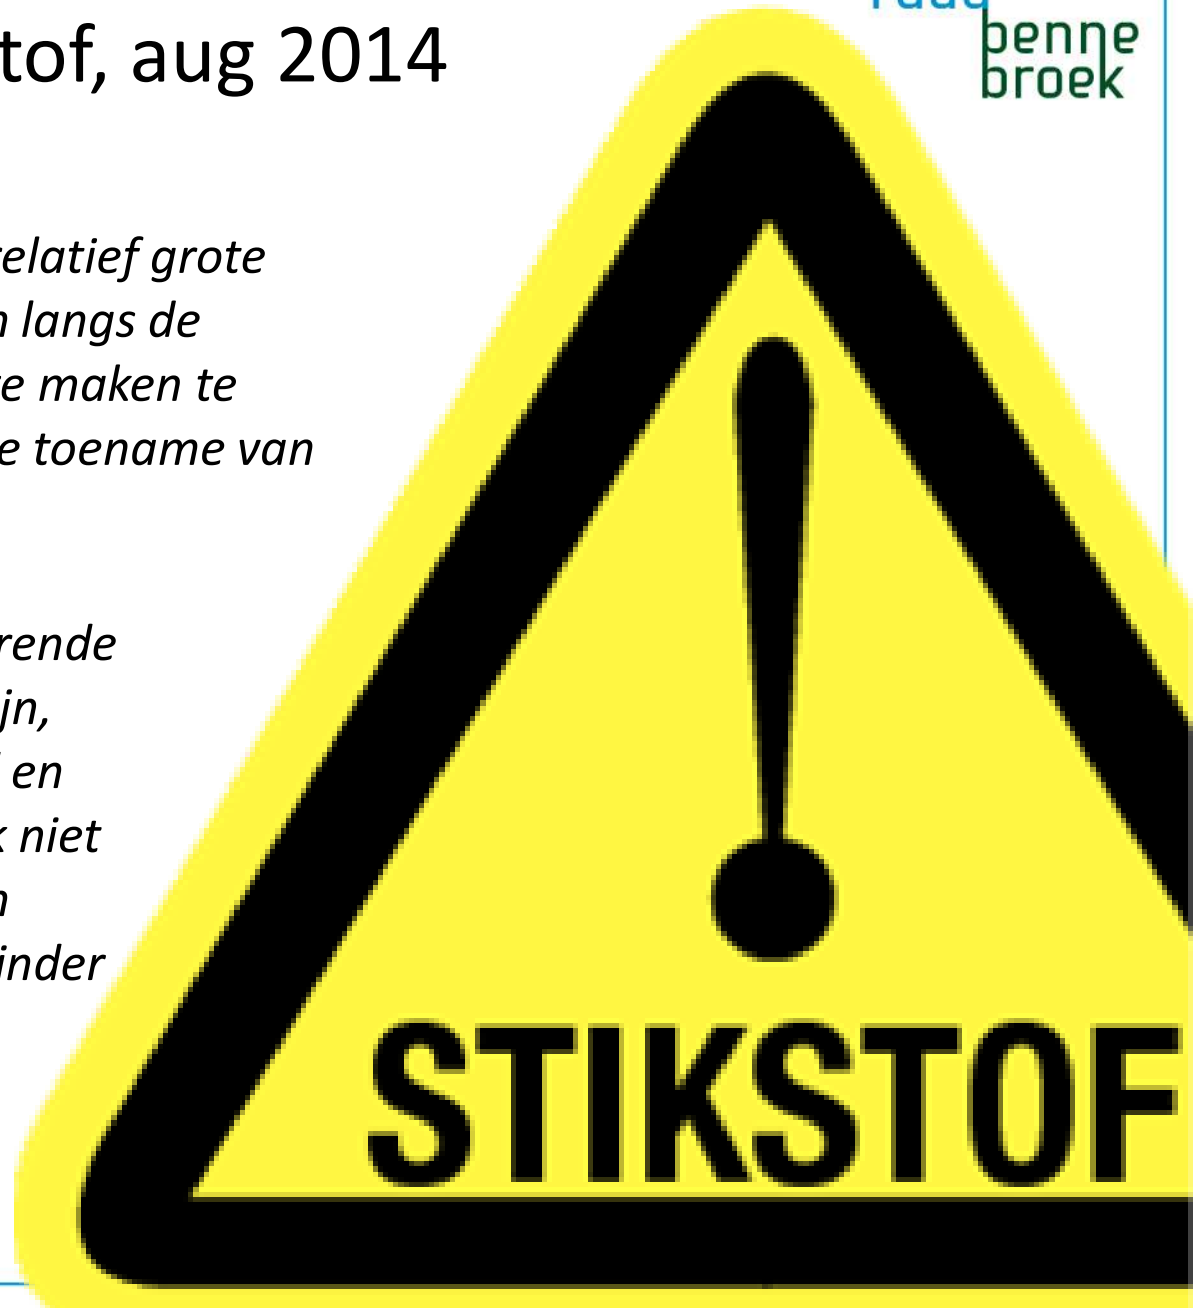 tof, aug 2014
benne
broek
relatief grote
langs de
te maken te
e toename van
rende
jn,
en
k niet
n
inder
STIKSTOF